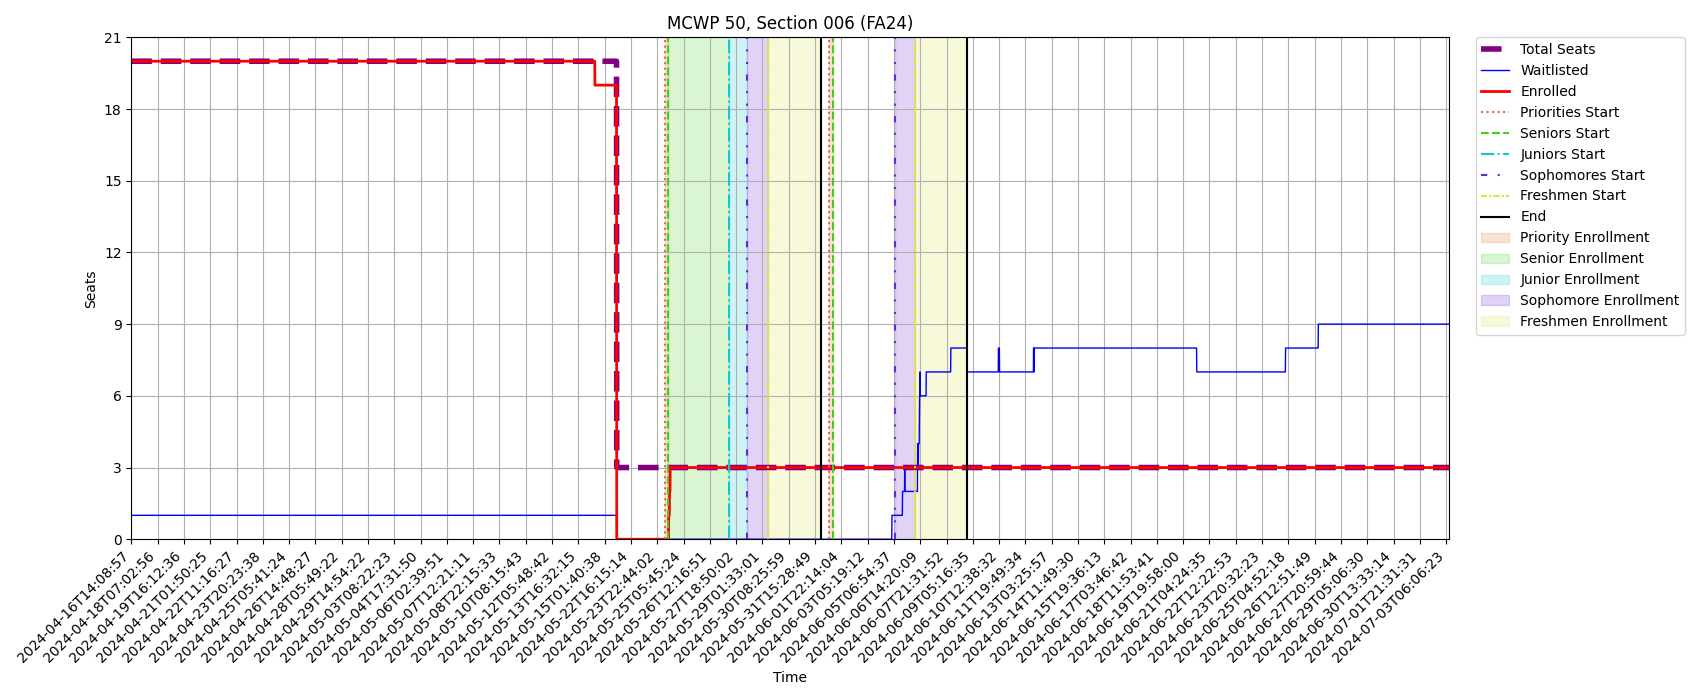 MCWP 50, Section 006 (FA24)
Seats
21
18
15
12
9
6
3
0
2024-04-16T14:08:57
2024-04-18T07:02:56
2024-04-19T16:12:36
2024-04-21T01:50:25
2024-04-22T11:16:27
2024-04-23T20:23:38
2024-04-25T05:41:24
2024-04-26T14:48:27
2024-04-28T05:49:22
2024-04-29T14:54:22
2024-05-03T08:22:23
2024-05-04T17:31:50
2024-05-06T02:39:51
2024-05-07T12:21:11
2024-05-08T22:15:33
2024-05-10T08:15:43
2024-05-12T05:48:42
2024-05-13T16:32:15
2024-05-15T01:40:38
2024-05-22T16:15:14
2024-05-23T22:44:02
2024-05-25T05:45:24
2024-05-26T12:16:51
2024-05-27T18:50:02
2024-05-29T01:33:01
2024-05-30T08:25:59
2024-05-31T15:28:49
2024-06-01T22:14:04
2024-06-03T05:19:12
2024-06-05T06:54:37
2024-06-06T14:20:09
2024-06-07T21:31:52
2024-06-09T05:16:35
2024-06-10T12:38:32
2024-06-11T19:49:34
2024-06-13T03:25:57
2024-06-14T11:49:30
2024-06-15T19:36:13
2024-06-17T03:46:42
2024-06-18T11:53:41
2024-06-19T19:58:00
2024-06-21T04:24:35
2024-06-22T12:22:53
2024-06-23T20:32:23
2024-06-25T04:52:18
2024-06-26T12:51:49
2024-06-27T20:59:44
2024-06-29T05:06:30
2024-06-30T13:33:14
2024-07-01T21:31:31
2024-07-03T06:06:23
Time
Total Seats
Waitlisted
Enrolled
Priorities Start
Seniors Start
Juniors Start
Sophomores Start
Freshmen Start
End
Priority Enrollment
Senior Enrollment
Junior Enrollment
Sophomore Enrollment
Freshmen Enrollment